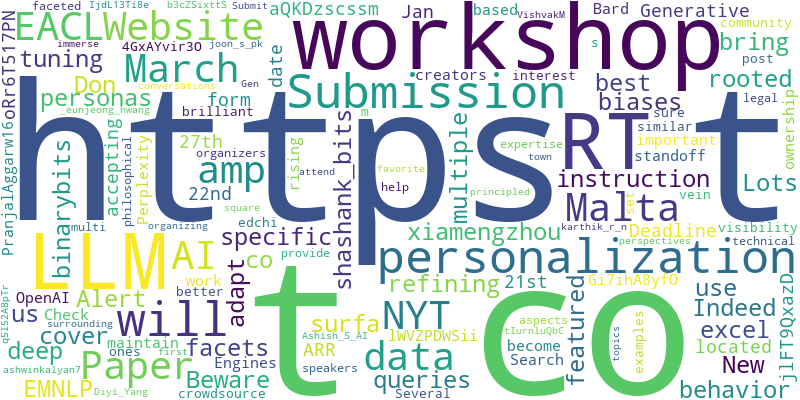 faceted IjdL13Ti8e b3cZSixttS Submit aQKDzscssm Jan based VishvakM Bard Generative
EACLWebsite immerse 4GxAYvir3O joon_s_pk Call workshop s community bring
oRr6T517PN tuning Don March creators interest date post
personas _eunjeong_hwang conversations Gen Submission best rooted
form m biases sure legal
https t RT similar ownership
PranjalAggarw16 accepting philosophical 27th brilliant rising expertise important
binarybits Perplexity organizers amp shashank_bits multiple town standoff
22nd favorite attend help instruction Lots
multi square principled set vein
organizing edchi xiamengzhou Malta karthik_r_n Deadline visibility
LLM AI specific provide perspectives technical
co personalization
OpenAI Alert work adapt refining 21st Gi7ihA8yfO use
q5152A8pTr us Check better surfa lWVZPDWSii featured Indeed jlFT9QxazD
will facets NYT t co
cover maintain Ashish_S_AI aspects tIurnluQbC excel
surrounding ARR become topics examples New located
deep ones Paper Engines data Search
ashwinkalyan7 first Beware speakers queries
EMNLP Diyi_Yang crowdsource Several behavior